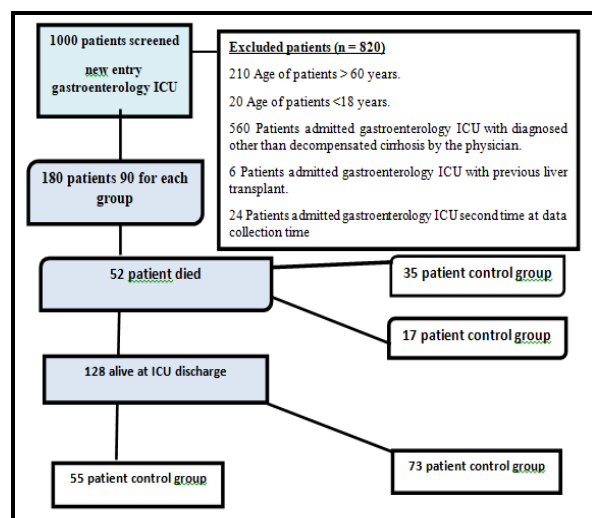 1000 patients screened
new entry
gastroenterology ICU
Excluded patients (n = 820)
210 Age of patients > 60 years.
20 Age of patients <18 years.
560 Patients admitted gastroenterology ICU with diagnosed
other than decompensated cirrhosis by the physician.
6 Patients admitted gastroenterology ICU with previous liver
transplant.
24 Patients admitted gastroenterology ICU second time at data
collection time
180 patients 90 for each
group
52 patient died
35 patient control group
17 patient control group
128 alive at ICU discharge
55 patient control group
73 patient control group